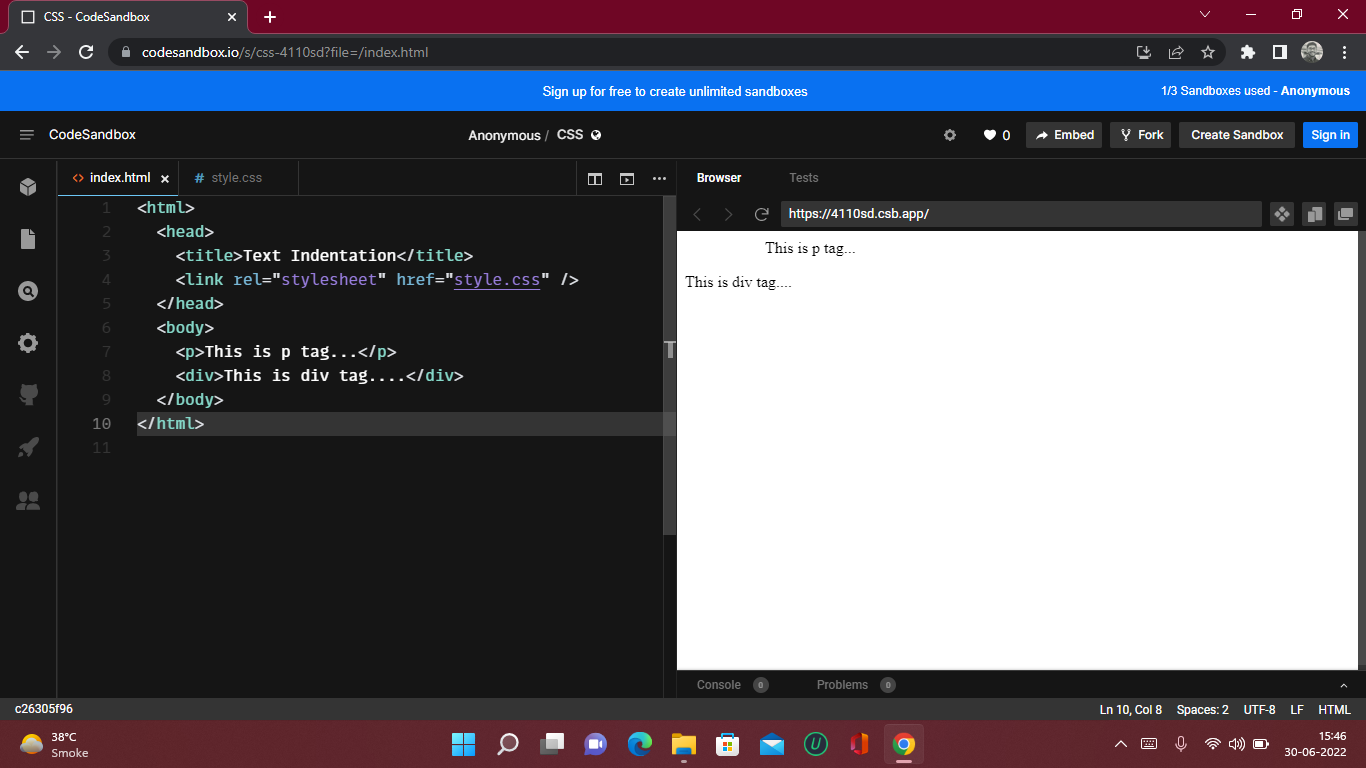 CSS - CodeSandbox
codesandbox.io/s/css-4110sd?file=/index.html
Sign up for free to create unlimited sandboxes
1/3 Sandboxes used - Anonymous
CodeSandbox
Anonymous / CSS
0
Embed
Fork
Create Sandbox
Sign in
index.html
# style.css
Browser
Tests
https://4110sd.csb.app/
1 <html>
2 <head>
3 <title>Text Indentation</title>
4 <link rel="stylesheet" href="style.css" />
5 </head>
6 <body>
7 <p>This is p tag...</p>
8 <div>This is div tag....</div>
9 </body>
10 </html>
11
This is p tag...
This is div tag....
Console 0
Problems 0
c26305f96
Ln 10, Col 8
Spaces: 2
UTF-8
LF
HTML
38°C
Smoke
15:46
30-06-2022